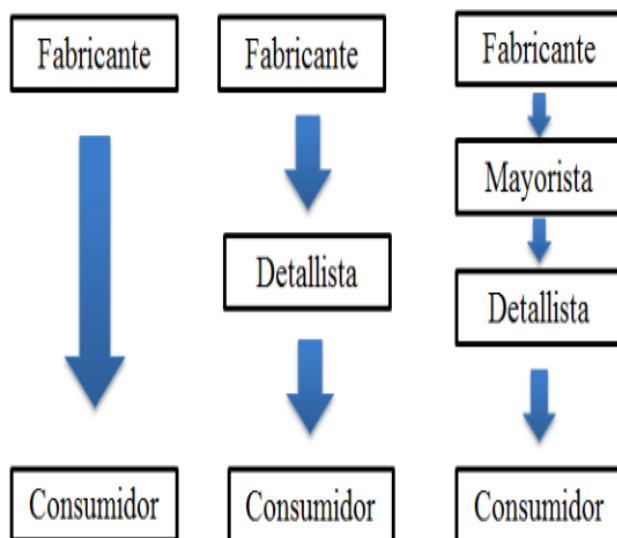 Fabricante
Consumidor
Fabricante
Detallista
Consumidor
Fabricante
Mayorista
Detallista
Consumidor